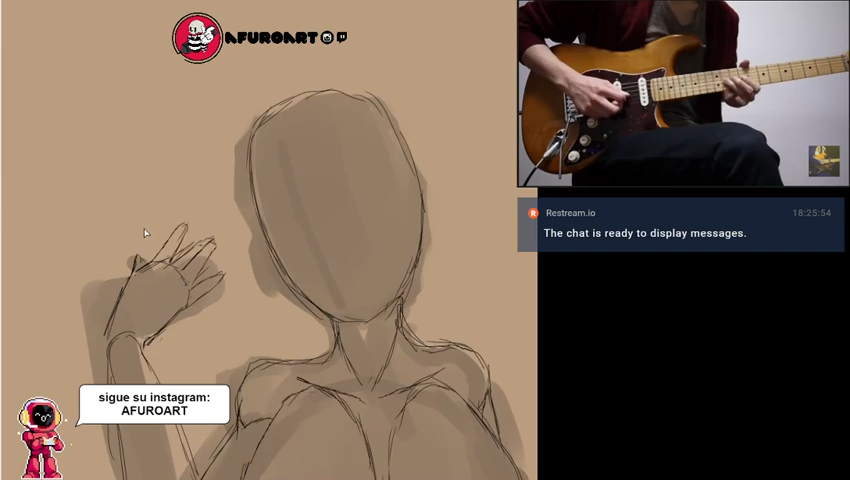 AFUROART
Restream.io 18:25:54
The chat is ready to display messages.
sigue su instagram:
AFUROART